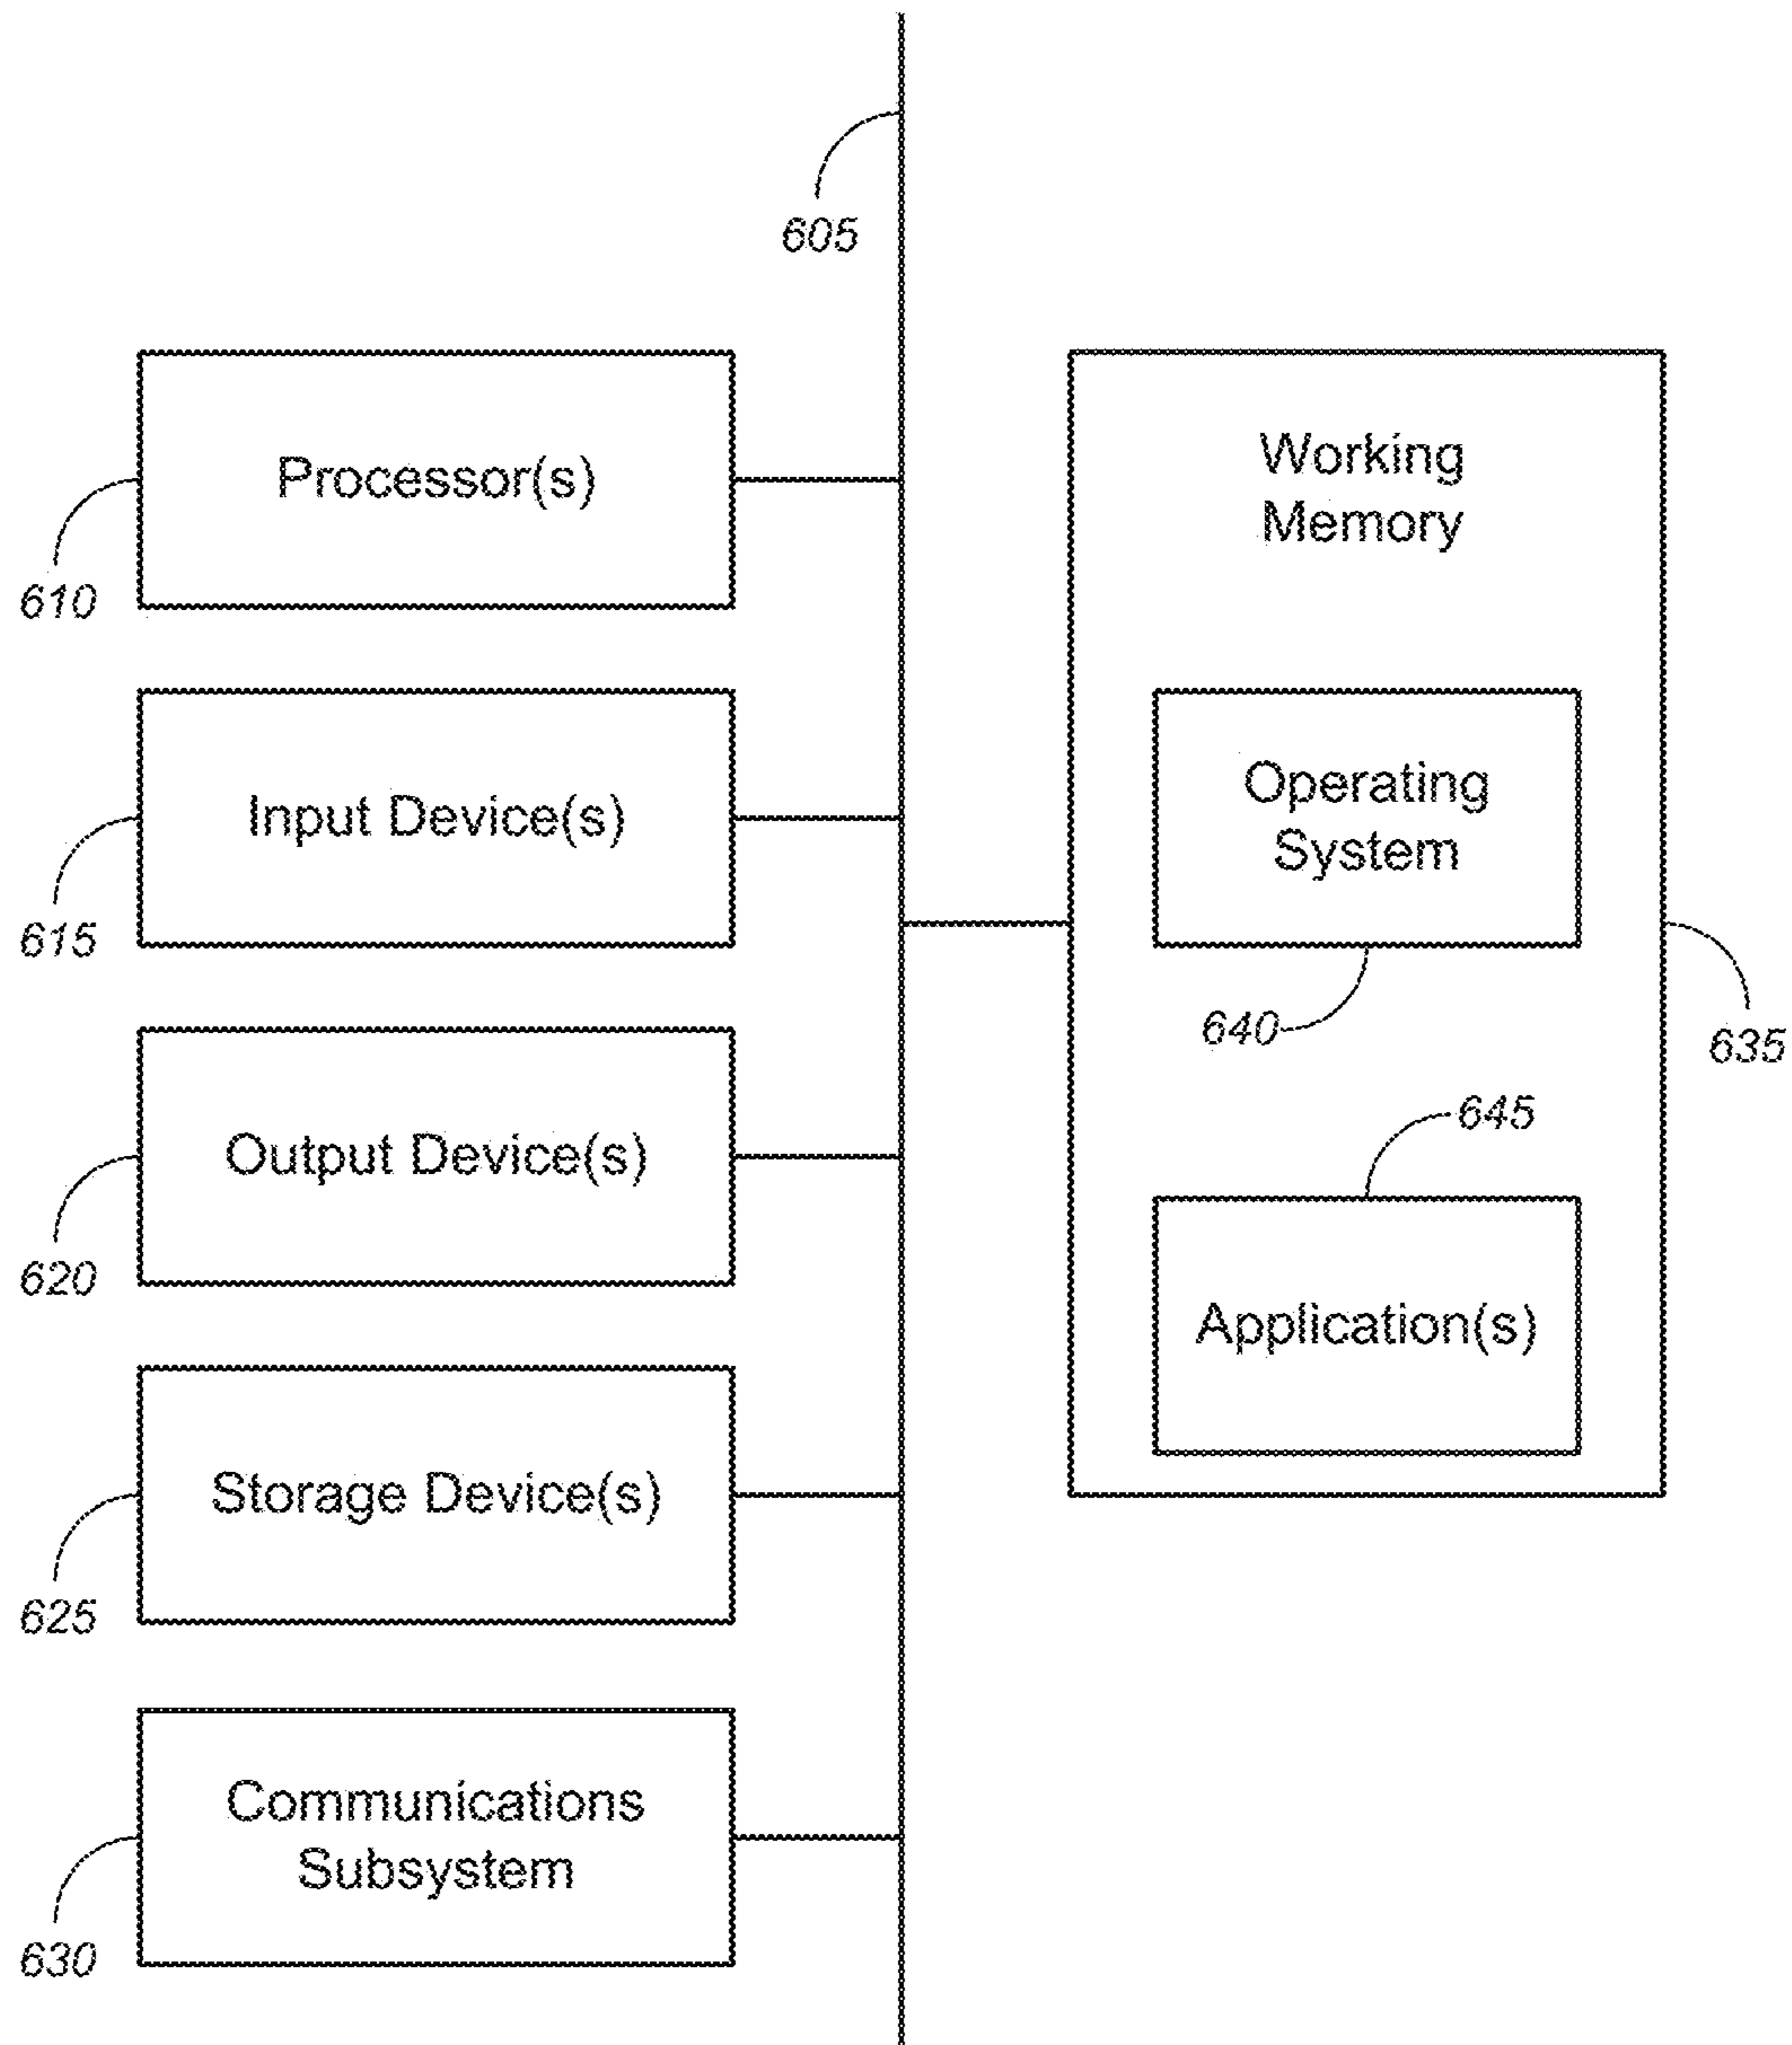 605
Processor(s)
610
Input Device(s)
615
Output Device(s)
620
Storage Device(s)
625
Communications
Subsystem
630
Working
Memory
Operating
System
640
635
645
Application(s)